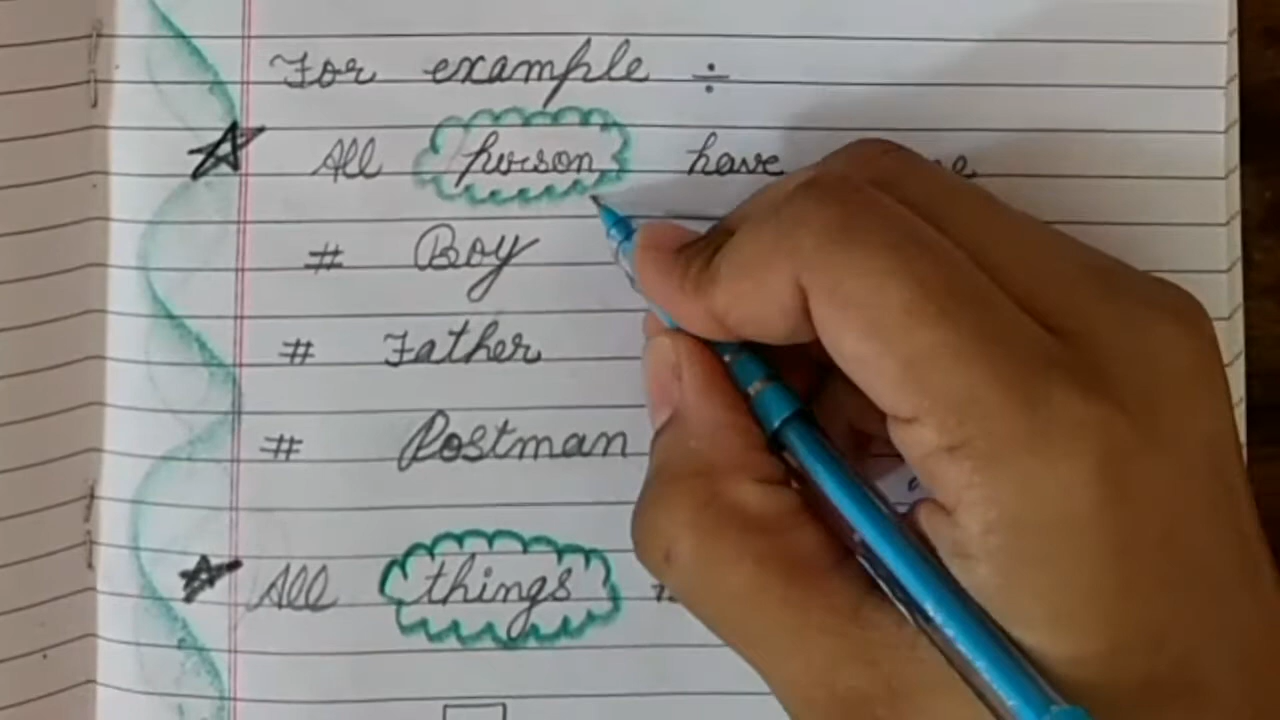 For example ÷
All person have
# Boy
# Father
# Postman
All things